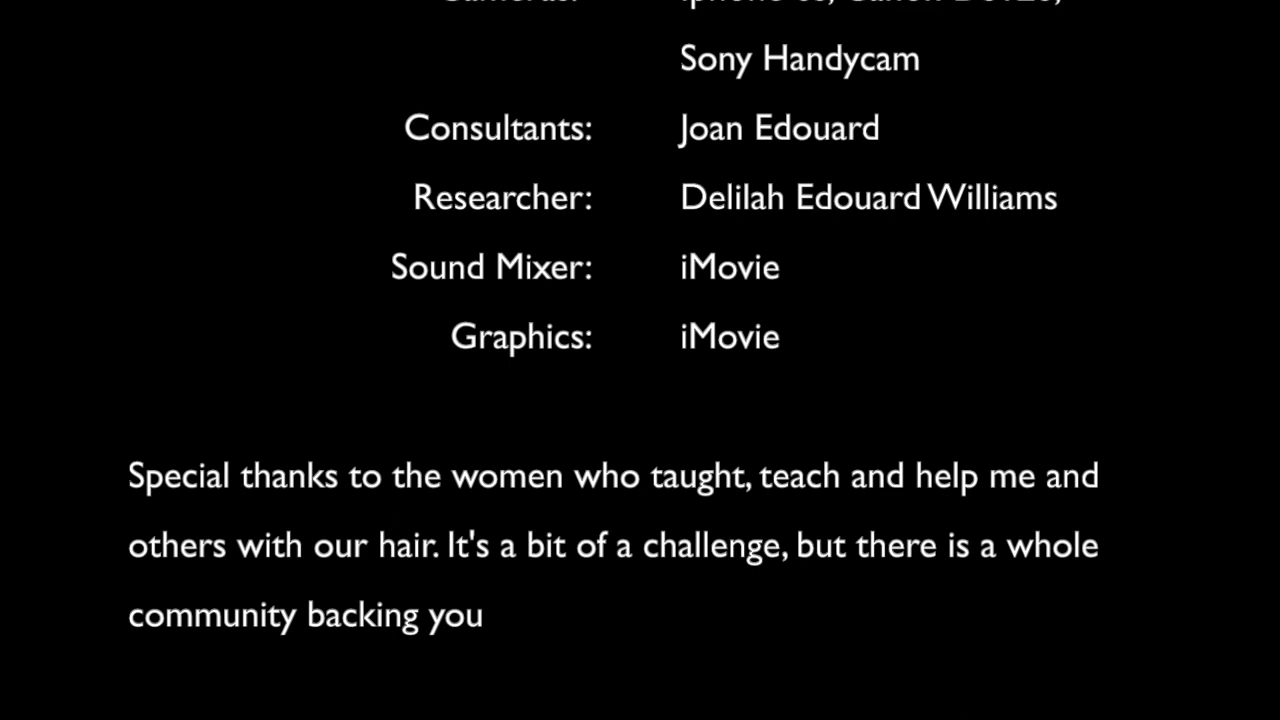 Sony Handycam
Consultants: Joan Edouard
Researcher: Delilah Edouard Williams
Sound Mixer: iMovie
Graphics: iMovie
Special thanks to the women who taught, teach and help me and
others with our hair. It's a bit of a challenge, but there is a whole
community backing you